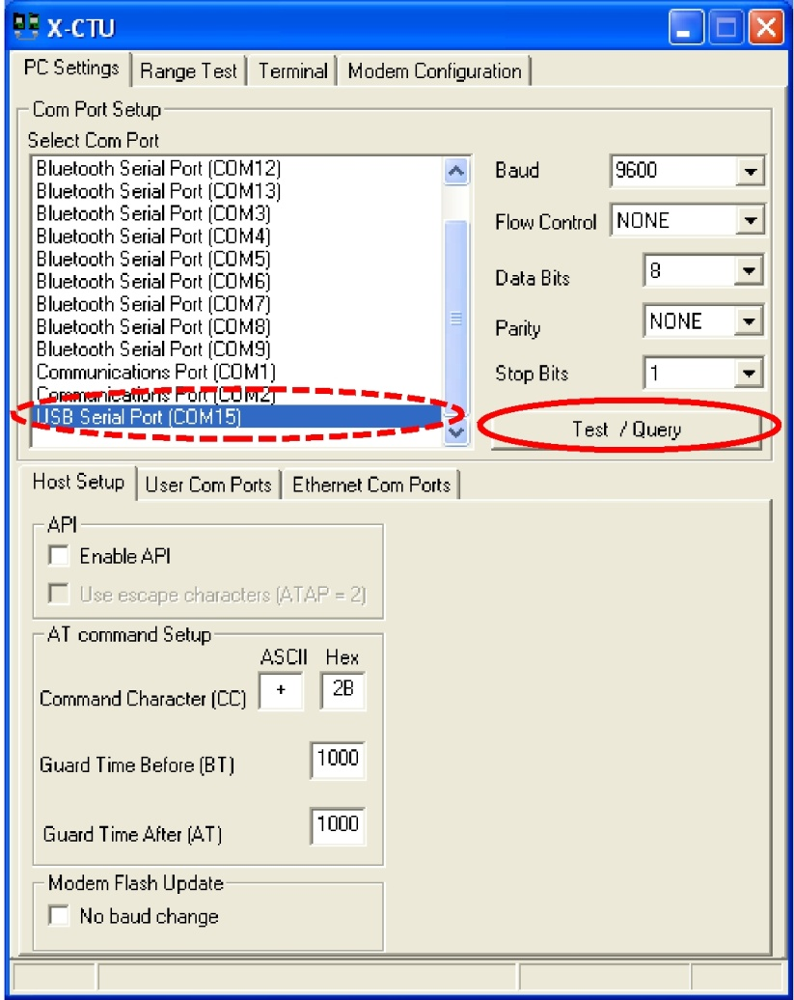 X-CTU
PC Settings Range Test Terminal Modem Configuration
Com Port Setup
Select Com Port
Bluetooth Serial Port (COM12)
Bluetooth Serial Port (COM13)
Bluetooth Serial Port (COM3)
Bluetooth Serial Port (COM4)
Bluetooth Serial Port (COM5)
Bluetooth Serial Port (COM6)
Bluetooth Serial Port (COM7)
Bluetooth Serial Port (COM8)
Bluetooth Serial Port (COM9)
Communications Port (COM1)
Communications Port (COM2)
USB Serial Port (COM15)
Baud 9600
Flow Control NONE
Data Bits 8
Parity NONE
Stop Bits 1
Test / Query
Host Setup User Com Ports Ethernet Com Ports
API
Enable API
Use escape characters (ATAP = 2)
AT command Setup
ASCII Hex
Command Character (CC) + 2B
Guard Time Before (BT) 1000
Guard Time After (AT) 1000
Modem Flash Update
No baud change